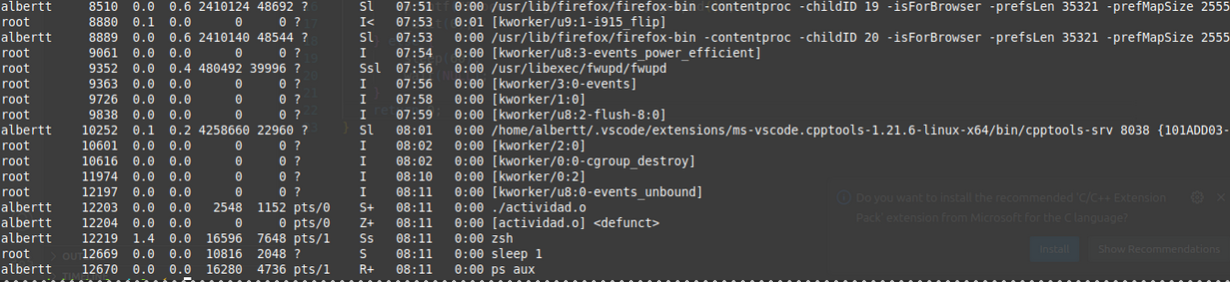 albertt 8510 0.0 0.6 2410124 48692 ? Sl 07:51 0:00 /usr/lib/firefox/firefox-bin -contentproc -childID 19 -isForBrowser -prefsLen 35321 -prefMapSize 2555
root 8880 0.1 0.0 0 0 ? I< 07:53 0:01 [kworker/u9:1-i915_flip]
albertt 8889 0.0 0.6 2410140 48544 ? Sl 07:53 0:00 /usr/lib/firefox/firefox-bin -contentproc -childID 20 -isForBrowser -prefsLen 35321 -prefMapSize 2555
root 9061 0.0 0.0 0 0 ? I 07:54 0:00 [kworker/u8:3-events_power_efficient]
root 9352 0.0 0.4 480492 39996 ? Ssl 07:56 0:00 /usr/libexec/fwupd/fwupd
root 9363 0.0 0.0 0 0 ? I 07:56 0:00 [kworker/3:0-events]
root 9726 0.0 0.0 0 0 ? I 07:58 0:00 [kworker/1:0]
root 9838 0.0 0.0 0 0 ? I 07:59 0:00 [kworker/u8:2-flush-8:0]
albertt 10252 0.1 0.2 4258660 22960 ? Sl 08:01 0:00 /home/albertt/.vscode/extensions/ms-vscode.cpptools-1.21.6-linux-x64/bin/cpptools-srv 8038 {101ADD03-
root 10601 0.0 0.0 0 0 ? I 08:02 0:00 [kworker/2:0]
root 10616 0.0 0.0 0 0 ? I 08:02 0:00 [kworker/0:0-cgroup_destroy]
root 11974 0.0 0.0 0 0 ? I 08:10 0:00 [kworker/0:2]
root 12197 0.0 0.0 0 0 ? I 08:11 0:00 [kworker/u8:0-events_unbound]
albertt 12203 0.0 0.0 2548 1152 pts/0 S+ 08:11 0:00 ./actividad.o
albertt 12204 0.0 0.0 0 0 pts/0 Z+ 08:11 0:00 [actividad.o] <defunct>
albertt 12219 1.4 0.0 16596 7648 pts/1 Ss 08:11 0:00 zsh
root 12669 0.0 0.0 10816 2048 ? S 08:11 0:00 sleep 1
albertt 12670 0.0 0.0 16280 4736 pts/1 R+ 08:11 0:00 ps aux
Do you want to install the recommended 'C/C++ Extension
Pack' extension from Microsoft for the C language?
Install Show Recommendations